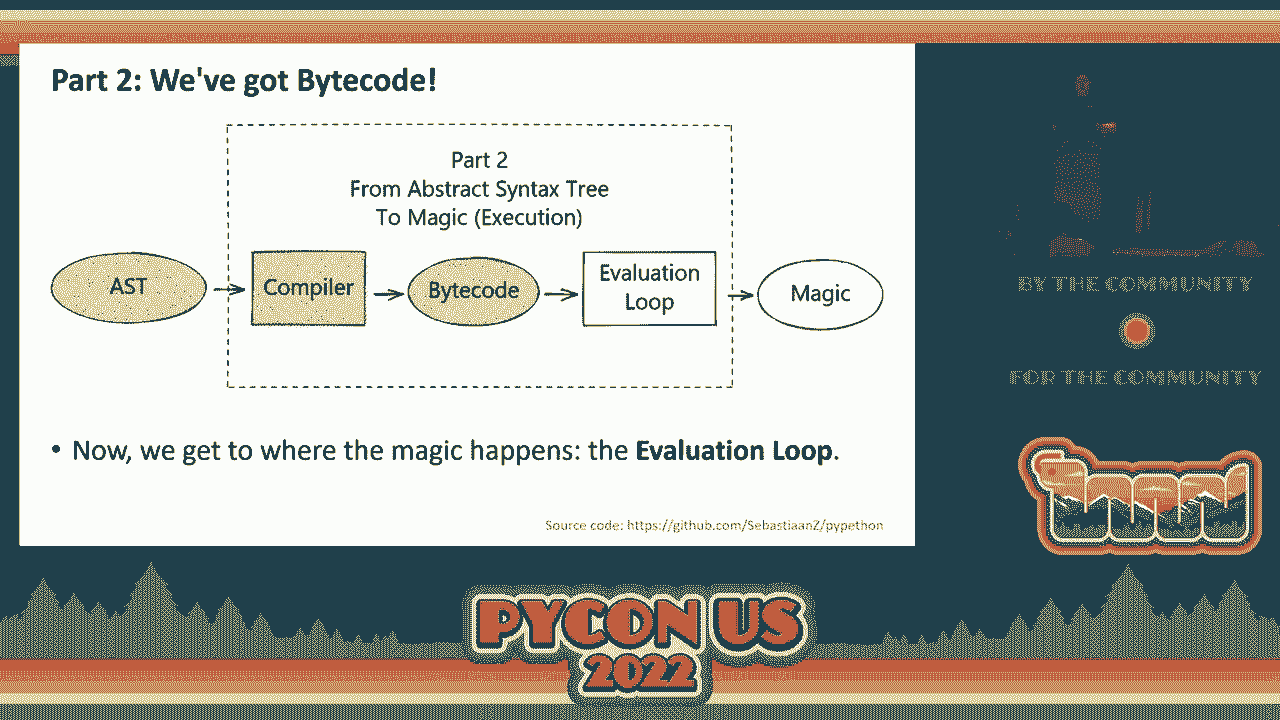 Part 2: We've got Bytecode!
Part 2
From Abstract Syntax Tree
To Magic (Execution)
AST
Compiler
Bytecode
Evaluation
Loop
Magic
• Now, we get to where the magic happens: the Evaluation Loop.
Source code: https://github.com/SebastiaanZ/pypethon
BY THE COMMUNITY
FOR THE COMMUNITY
PYCON US
2022